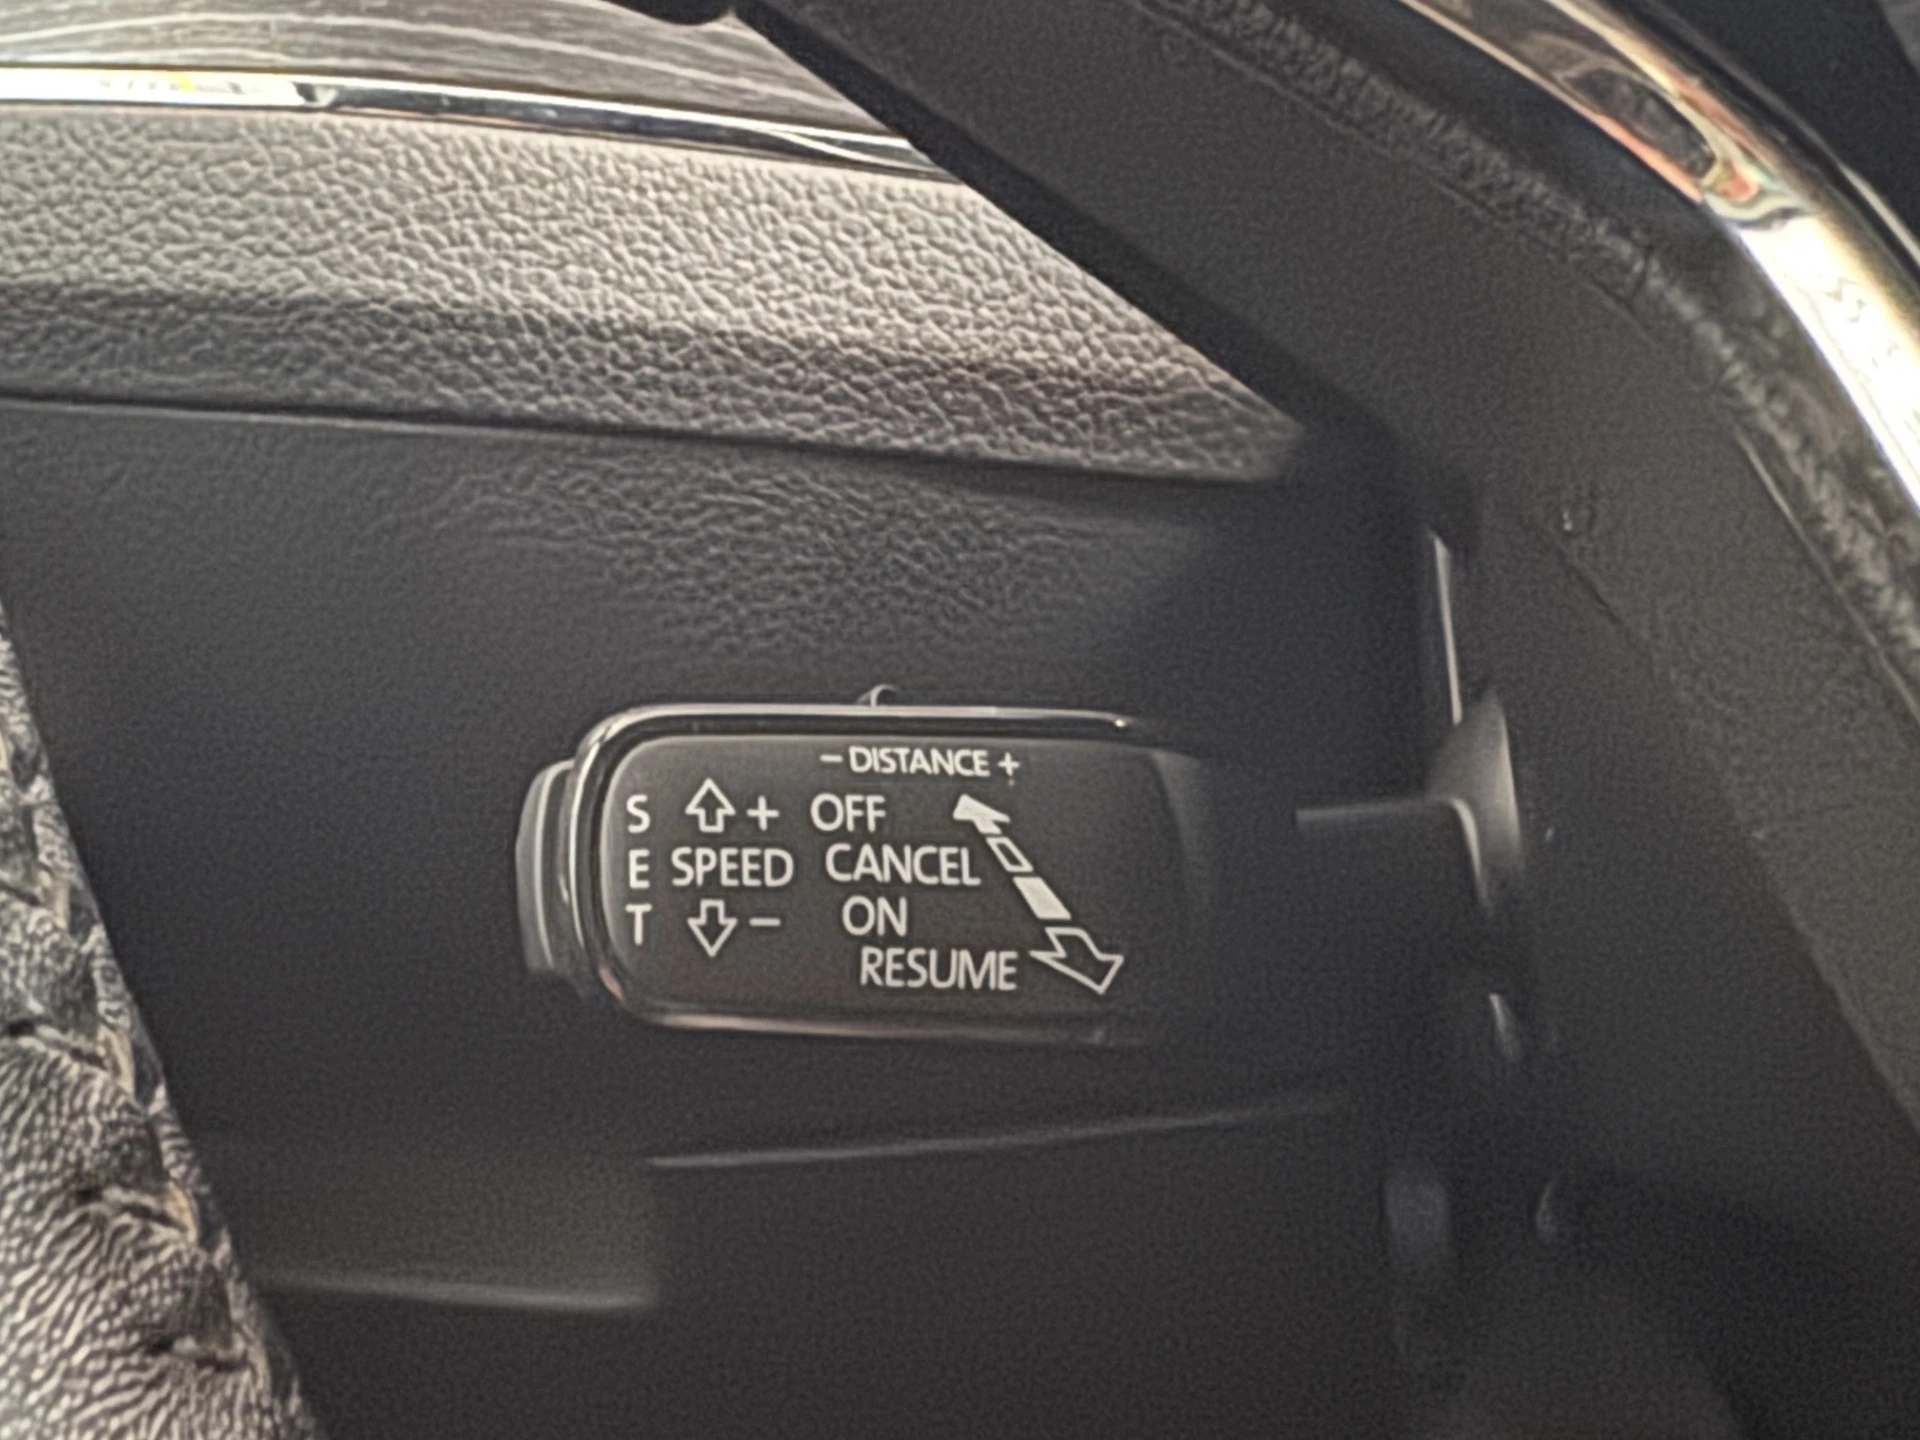 − DISTANCE +
S ⇧ + OFF
E SPEED CANCEL
T ⇩ − ON
RESUME